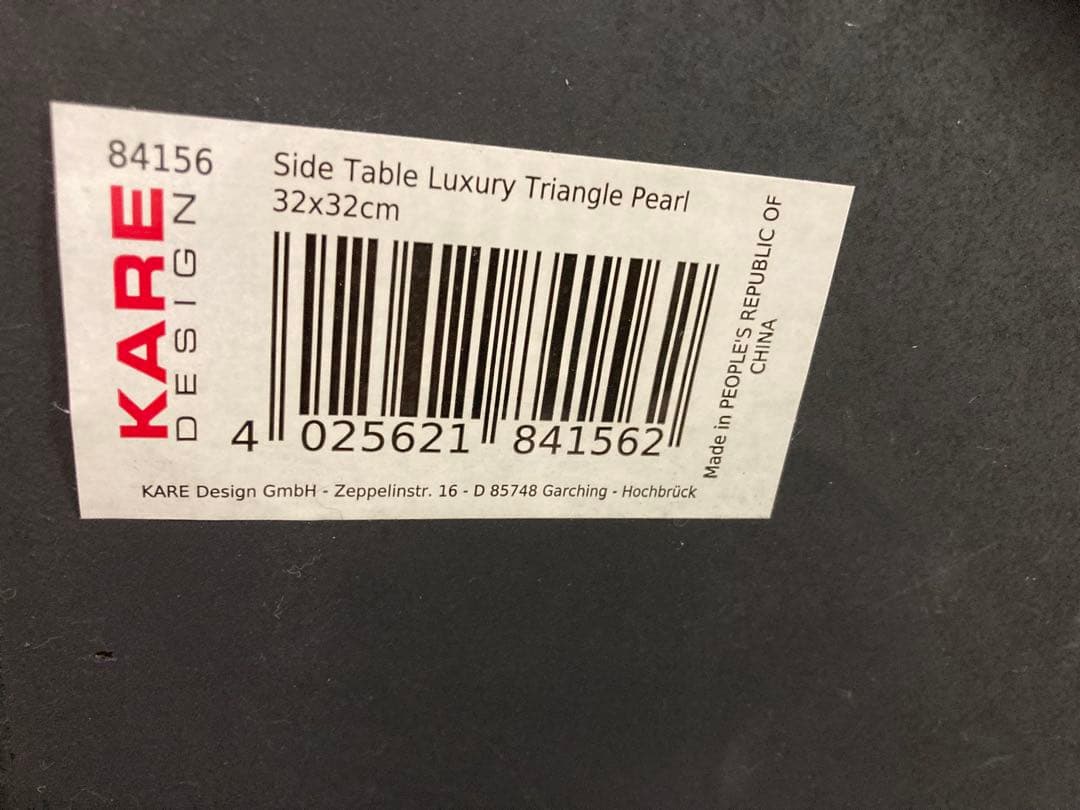 84156
KARE
DESIGN
Side Table Luxury Triangle Pearl
32x32cm
4 025621 841562
Made in PEOPLE'S REPUBLIC OF
CHINA
KARE Design GmbH - Zeppelinstr. 16 - D 85748 Garching - Hochbrück